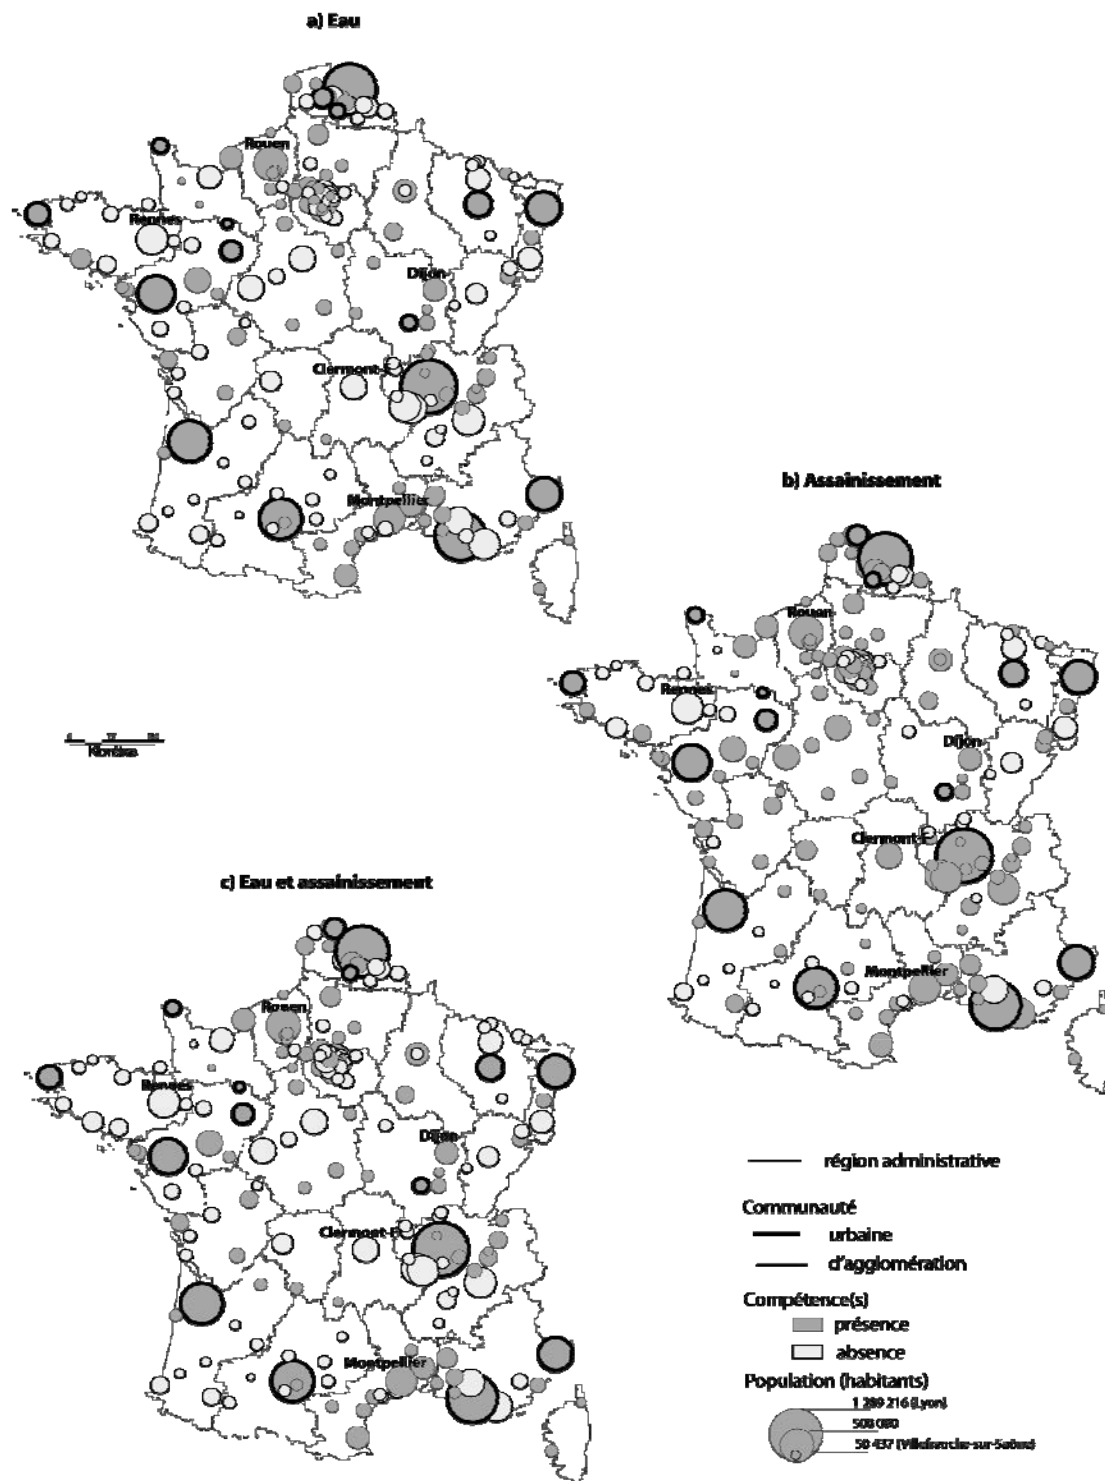 a) Eau
Rouen
Rennes
Dijon
Clermont-F
Montpellier
b) Assainissement
Rouen
Rennes
Dijon
Clermont-F
Montpellier
c) Eau et assainissement
Rouen
Rennes
Dijon
Clermont-F
Montpellier
région administrative
Communauté
urbaine
d'agglomération
Compétence(s)
présence
absence
Population (habitants)
1 289 216 (Lyon)
50 437 (Villefranche-sur-Saône)